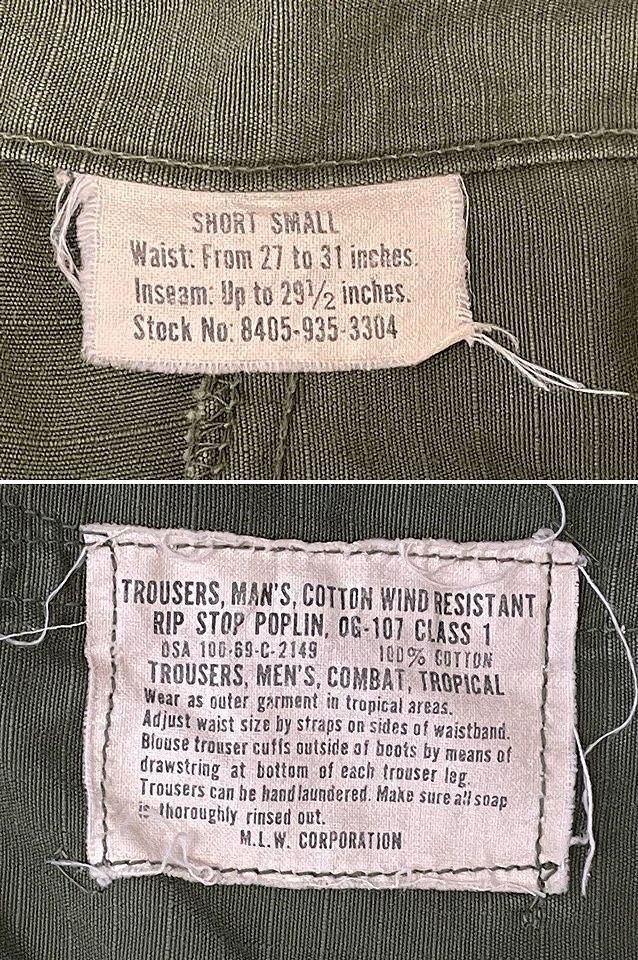 SHORT SMALL
Waist: From 27 to 31 inches.
Inseam: Up to 29½ inches.
Stock No: 8405-935-3304
TROUSERS, MAN'S, COTTON WIND RESISTANT
RIP STOP POPLIN, OG-107 CLASS 1
DSA 100-69-C-2149 100% COTTON
TROUSERS, MEN'S, COMBAT, TROPICAL
Wear as outer garment in tropical areas.
Adjust waist size by straps on sides of waistband.
Blouse trouser cuffs outside of boots by means of
drawstring at bottom of each trouser leg.
Trousers can be hand laundered. Make sure all soap
is thoroughly rinsed out.
M.L.W. CORPORATION